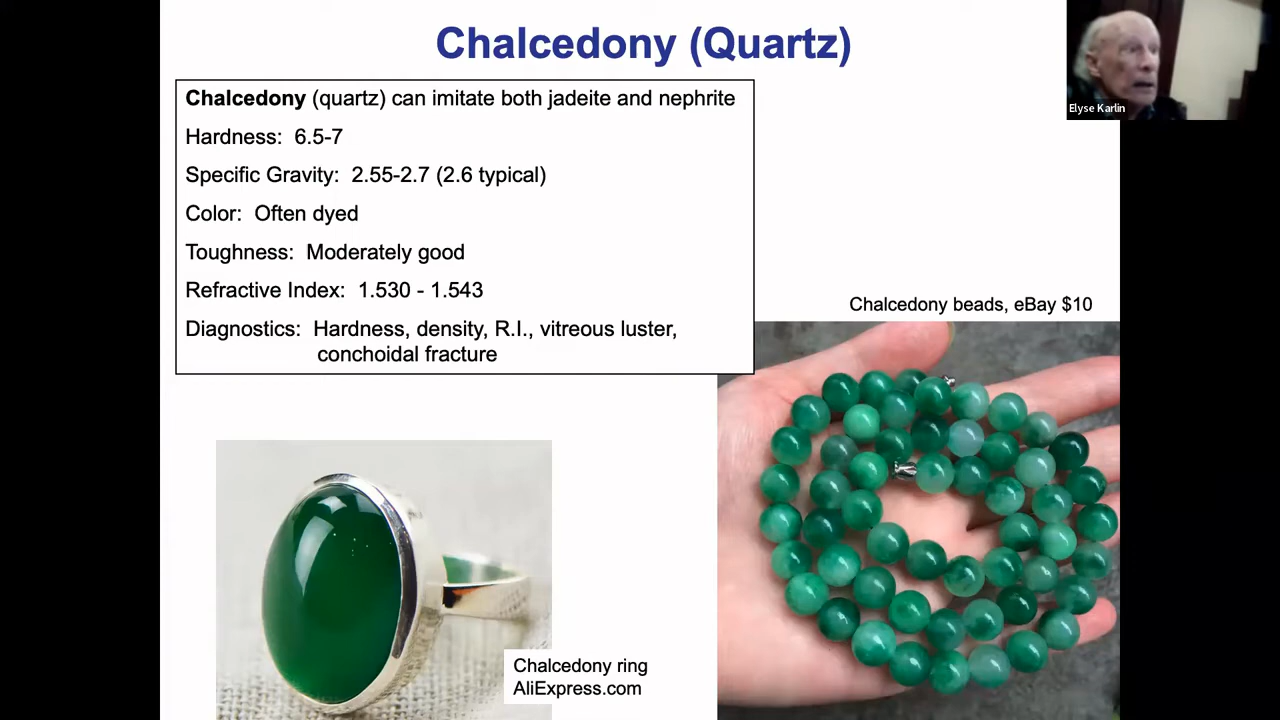 Chalcedony (Quartz)
Elyse Karlin
Chalcedony (quartz) can imitate both jadeite and nephrite
Hardness: 6.5-7
Specific Gravity: 2.55-2.7 (2.6 typical)
Color: Often dyed
Toughness: Moderately good
Refractive Index: 1.530 - 1.543
Diagnostics: Hardness, density, R.I., vitreous luster,
conchoidal fracture
Chalcedony beads, eBay $10
Chalcedony ring
AliExpress.com